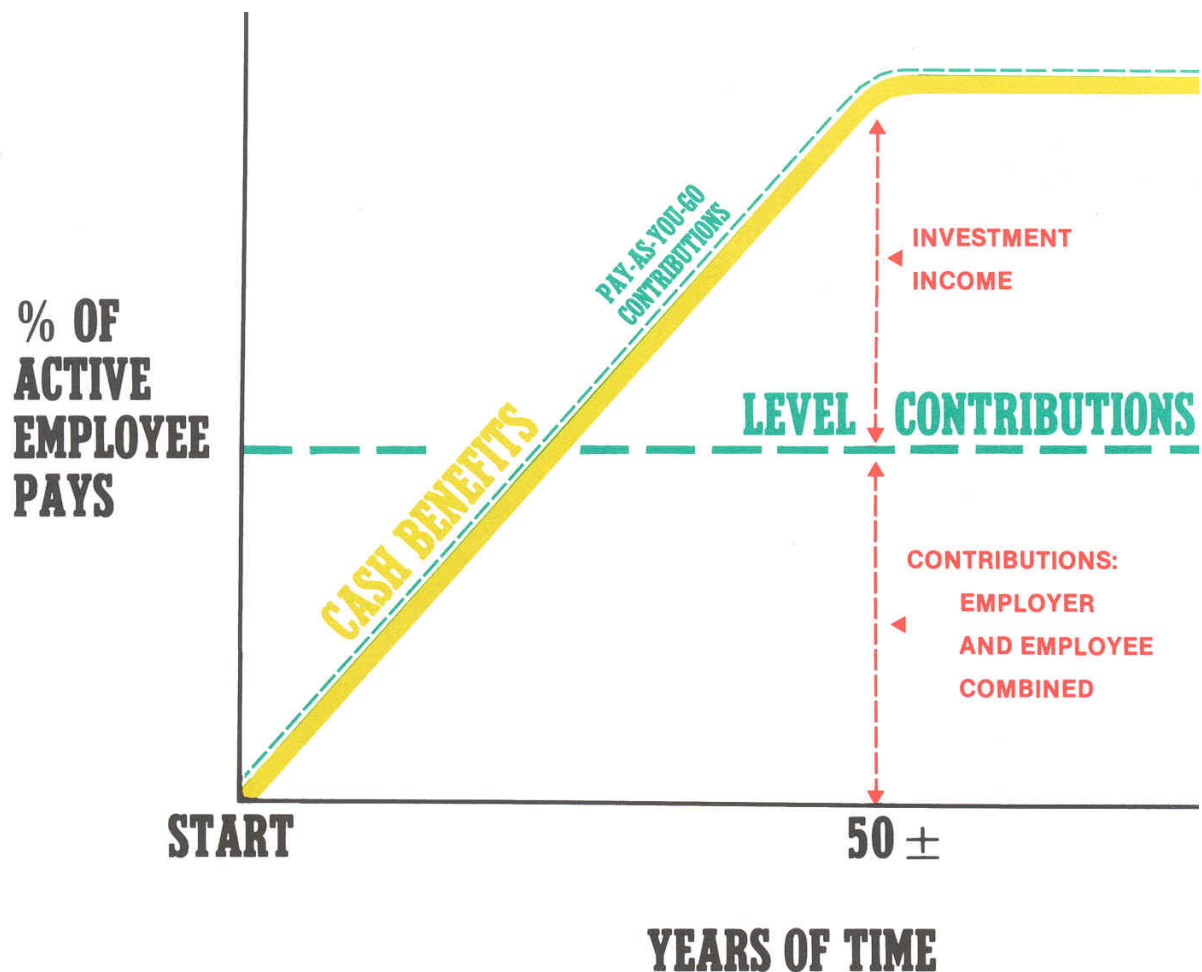 PAY-AS-YOU-GO
CONTRIBUTIONS
INVESTMENT
INCOME
% OF
ACTIVE
EMPLOYEE
PAYS
LEVEL CONTRIBUTIONS
CASH BENEFITS
CONTRIBUTIONS:
EMPLOYER
AND EMPLOYEE
COMBINED
START
50 ±
YEARS OF TIME